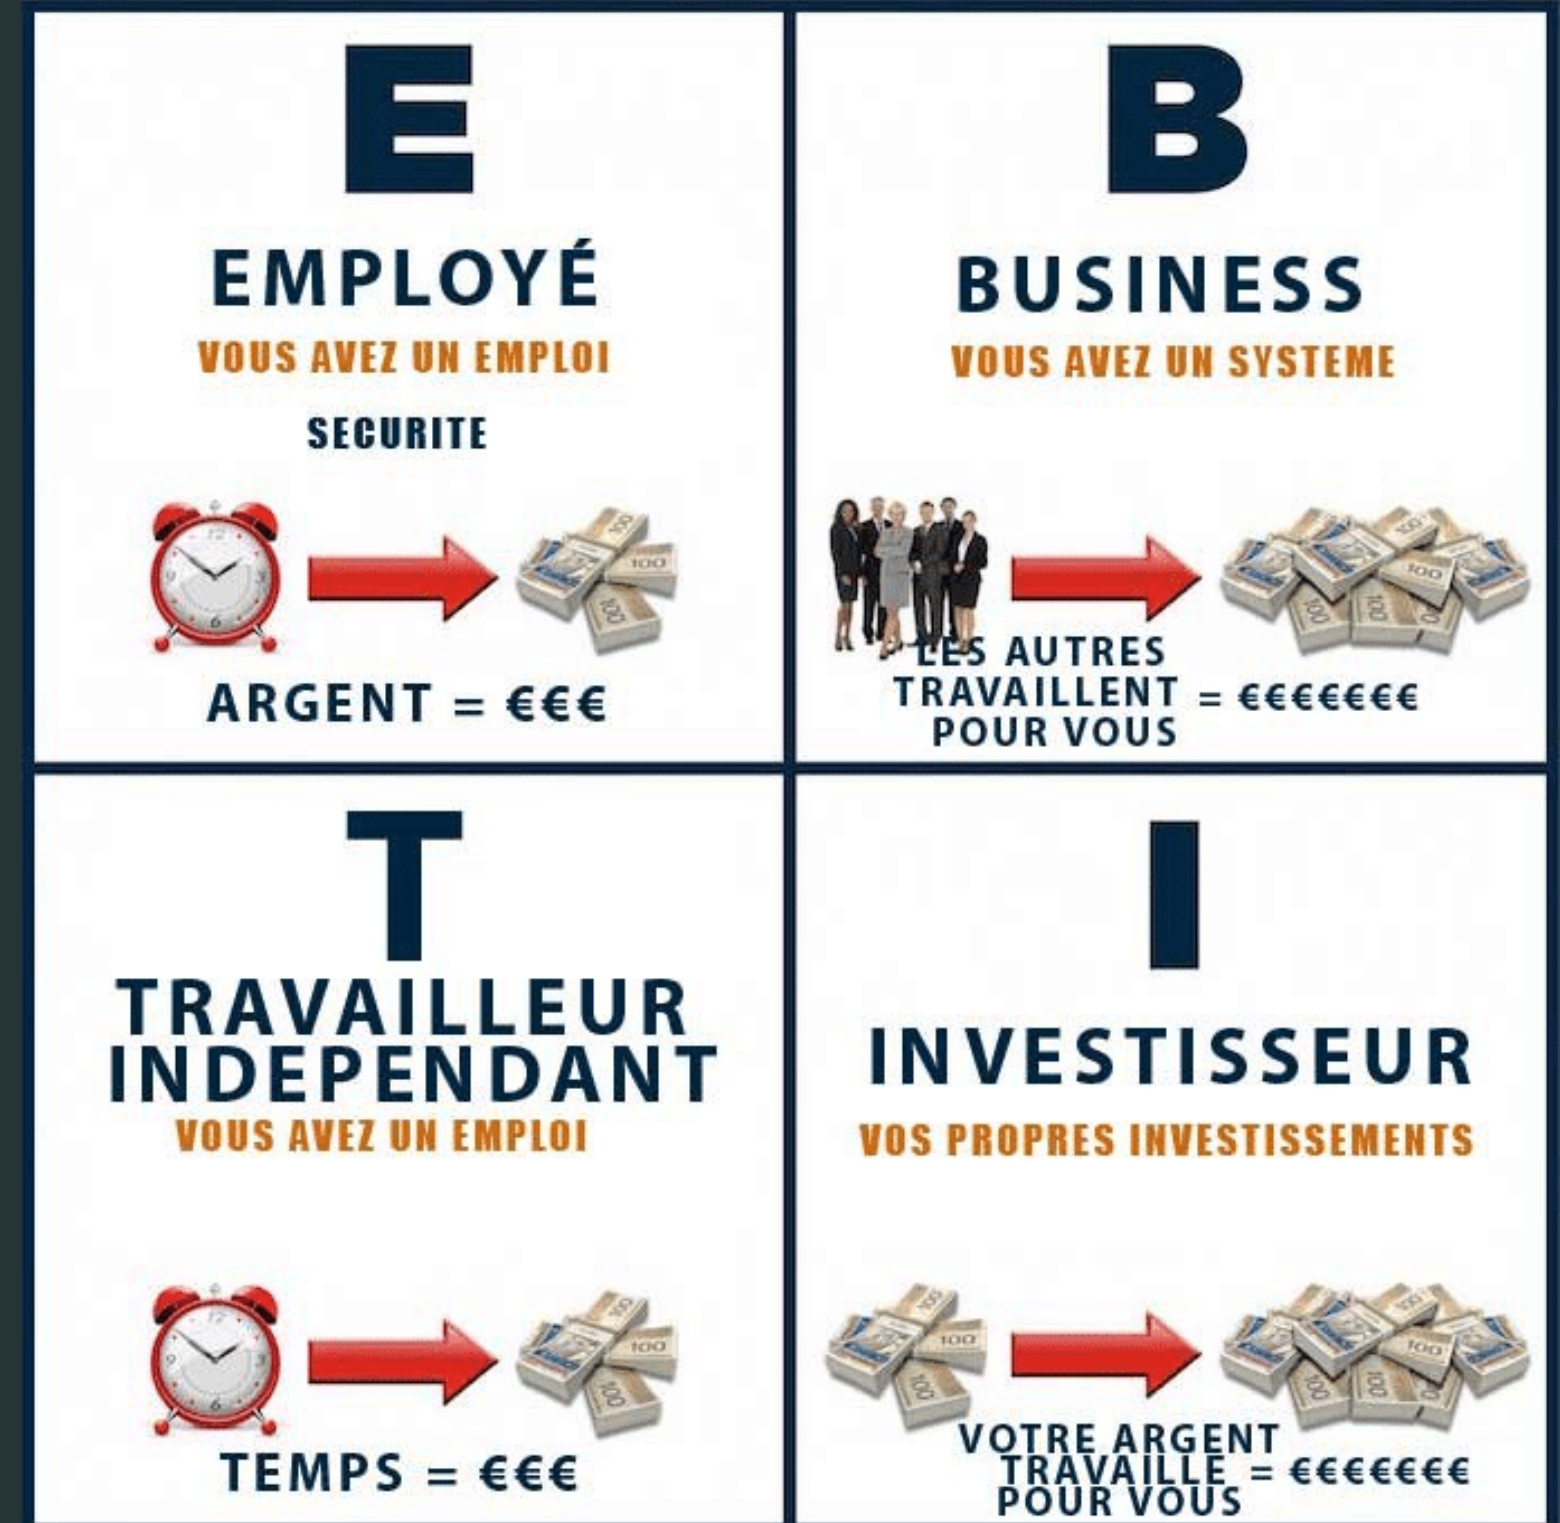 E
EMPLOYÉ
VOUS AVEZ UN EMPLOI
SECURITE
ARGENT = €€€
B
BUSINESS
VOUS AVEZ UN SYSTEME
LES AUTRES
TRAVAILLENT = €€€€€€€
POUR VOUS
T
TRAVAILLEUR
INDEPENDANT
VOUS AVEZ UN EMPLOI
TEMPS = €€€
I
INVESTISSEUR
VOS PROPRES INVESTISSEMENTS
VOTRE ARGENT
TRAVAILLE = €€€€€€€
POUR VOUS